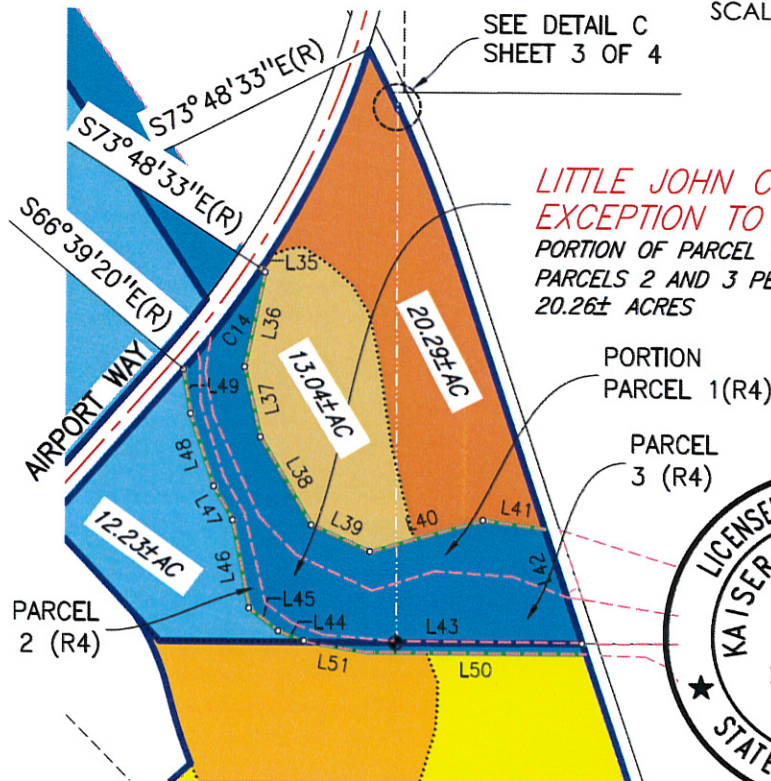 SCAL
SEE DETAIL C
SHEET 3 OF 4
S73°48'33"E(R)
S73°48'33"E(R)
S66°39'20"E(R)
LITTLE JOHN C
EXCEPTION TO
PORTION OF PARCEL
PARCELS 2 AND 3 PE
20.26± ACRES
L35
L36
C14
20.29±AC
13.04±AC
PORTION
PARCEL 1(R4)
AIRPORT WAY
L49
L37
L48
L38
PARCEL
3 (R4)
L47
L39
40
L41
12.23±AC
L46
L42
LICENSE
KAISER
STATE
PARCEL
2 (R4)
L45
L44
L43
L51
L50